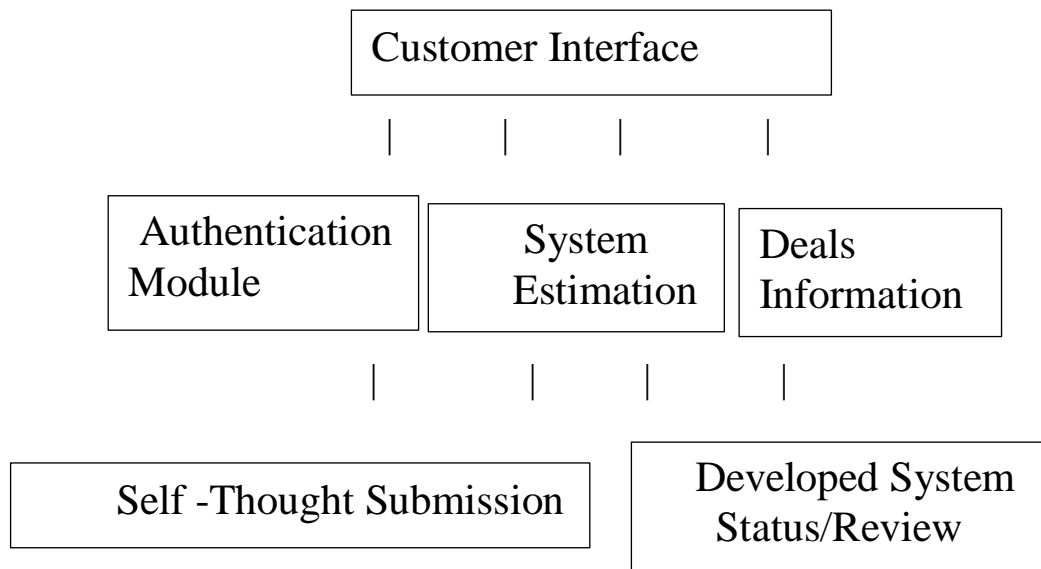 Customer Interface
Authentication
Module
System
Estimation
Deals
Information
Self -Thought Submission
Developed System
Status/Review